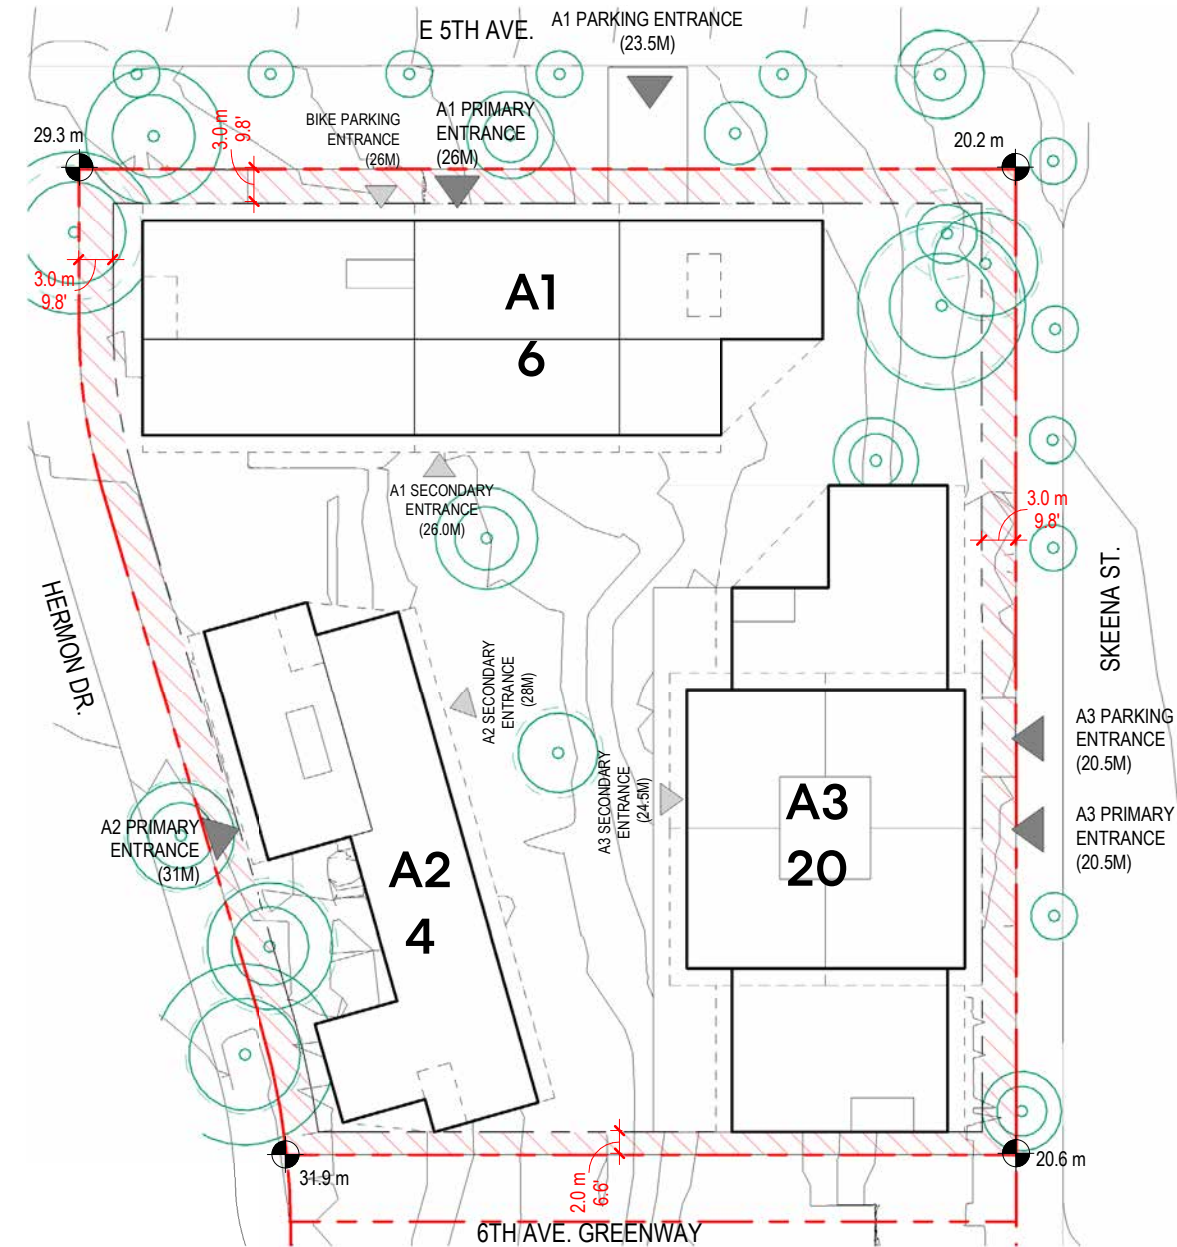 E 5TH AVE.
A1 PARKING ENTRANCE
(23.5M)
29.3 m
3.0 m
9.8'
BIKE PARKING
ENTRANCE
(26M)
A1 PRIMARY
ENTRANCE
(26M)
20.2 m
3.0 m
9.8'
A1
6
A1 SECONDARY
ENTRANCE
(26.0M)
3.0 m
9.8'
HERMON DR.
SKEENA ST.
A2 SECONDARY
ENTRANCE
(28M)
A3 SECONDARY
ENTRANCE
(24.5M)
A3 PARKING
ENTRANCE
(20.5M)
A2 PRIMARY
ENTRANCE
(31M)
A3
20
A3 PRIMARY
ENTRANCE
(20.5M)
A2
4
31.9 m
2.0 m
6.6'
20.6 m
6TH AVE. GREENWAY